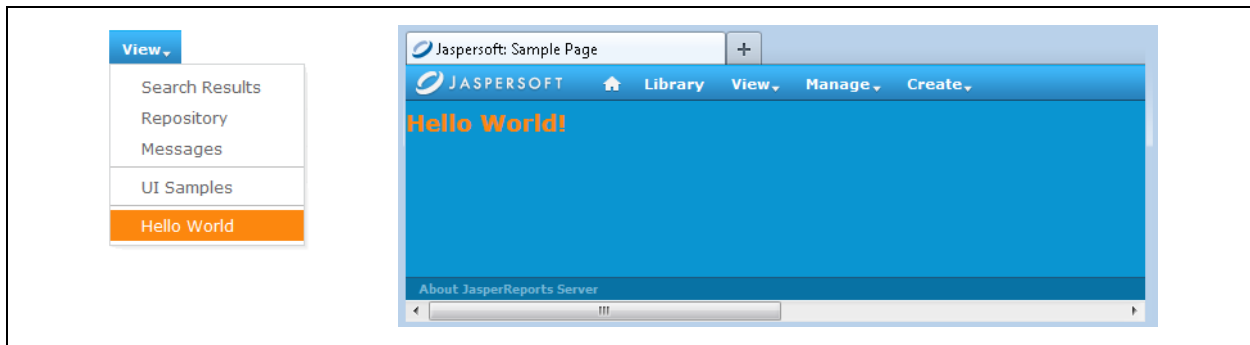 View
Search Results
Repository
Messages
UI Samples
Hello World
Jaspersoft: Sample Page +
JASPERSOFT Library View Manage Create
Hello World!
About JasperReports Server